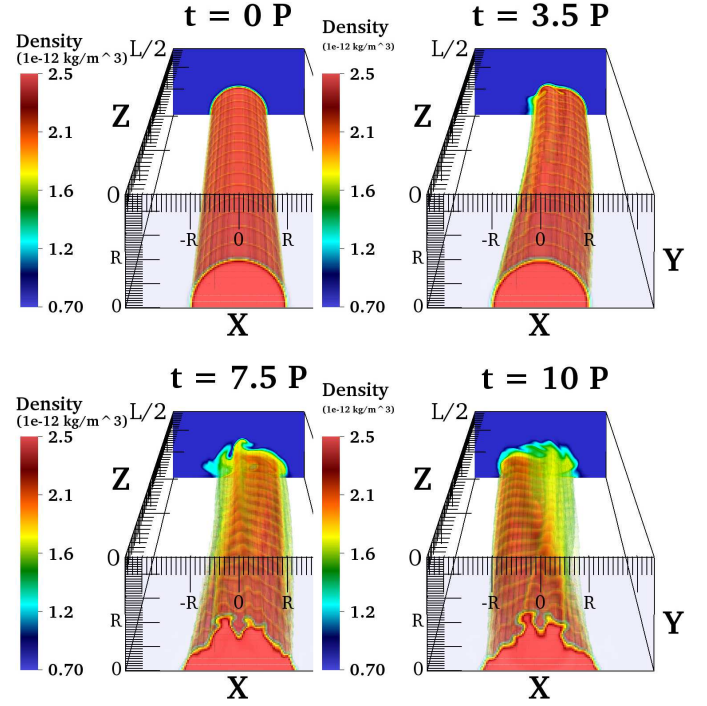 t = 0 P
Density
(1e-12 kg/m^3)
2.5
2.1
1.6
1.2
0.70
L/2
Z
0
R
0
-R 0 R
X
t = 3.5 P
Density
(1e-12 kg/m^3)
2.5
2.1
1.6
1.2
0.70
L/2
Z
0
R
0
-R 0 R
Y
X
t = 7.5 P
Density
(1e-12 kg/m^3)
2.5
2.1
1.6
1.2
0.70
L/2
Z
0
R
0
-R 0 R
X
t = 10 P
Density
(1e-12 kg/m^3)
2.5
2.1
1.6
1.2
0.70
L/2
Z
0
R
0
-R 0 R
Y
X